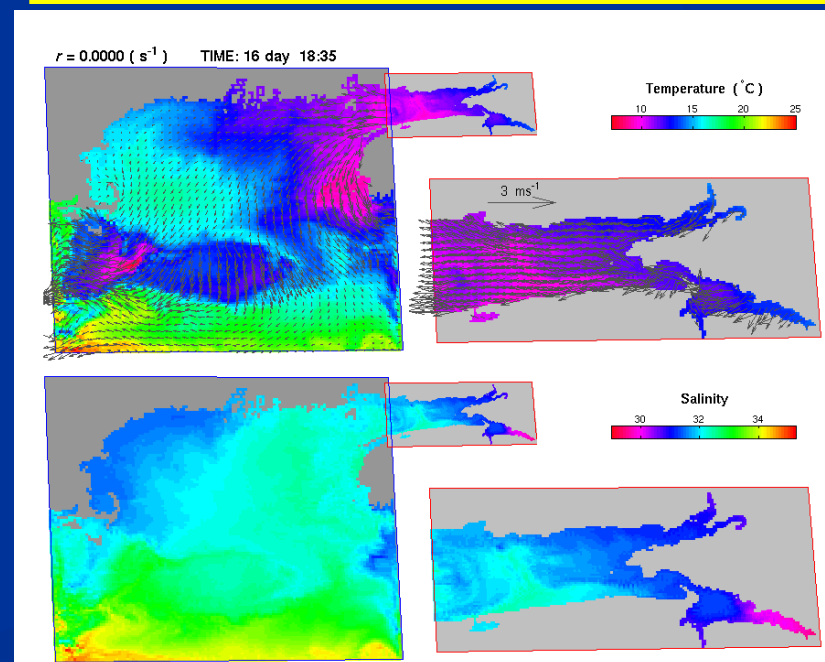 r = 0.0000 ( s⁻¹ ) TIME: 16 day 18:35
Temperature (°C)
10 15 20 25
3 ms⁻¹
Salinity
30 32 34